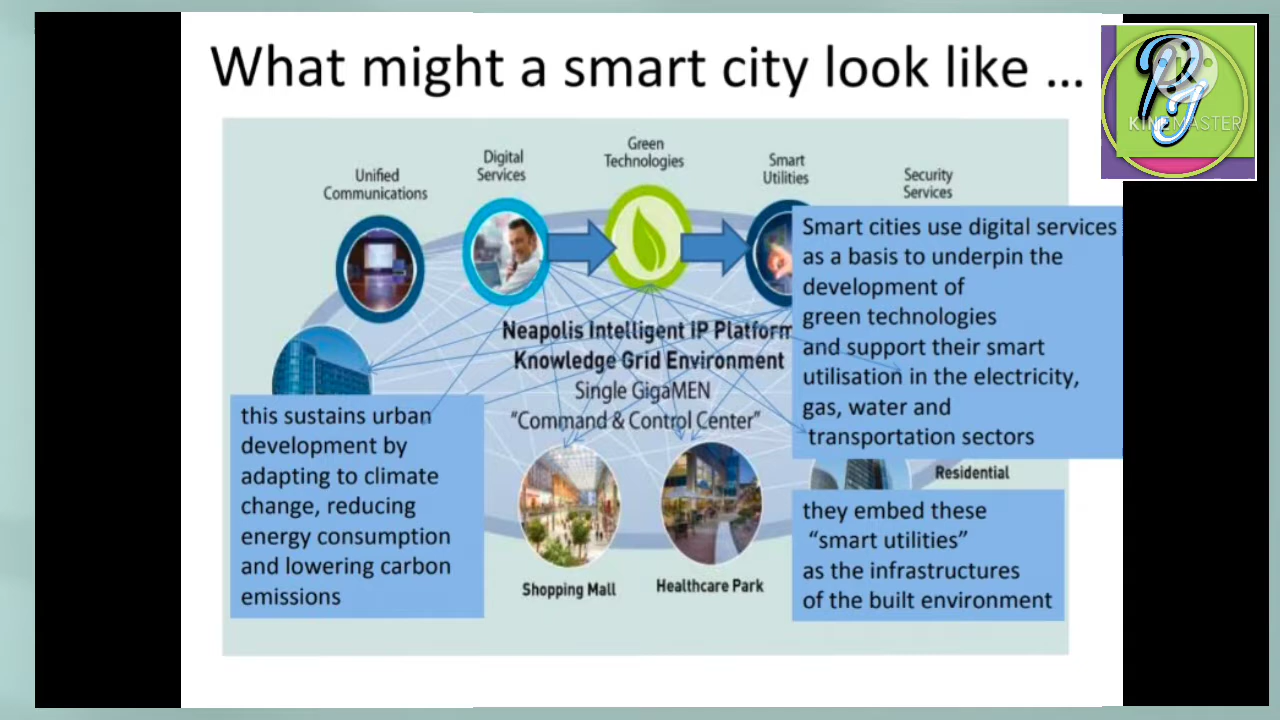 What might a smart city look like ...
Unified
Communications
Digital
Services
Green
Technologies
Smart
Utilities
Security
Services
KINEMASTER
Smart cities use digital services
as a basis to underpin the
development of
green technologies
and support their smart
utilisation in the electricity,
gas, water and
transportation sectors
Neapolis Intelligent IP Platform
Knowledge Grid Environment
Single GigaMEN
"Command & Control Center"
this sustains urban
development by
adapting to climate
change, reducing
energy consumption
and lowering carbon
emissions
Residential
they embed these
"smart utilities"
as the infrastructures
of the built environment
Shopping Mall
Healthcare Park